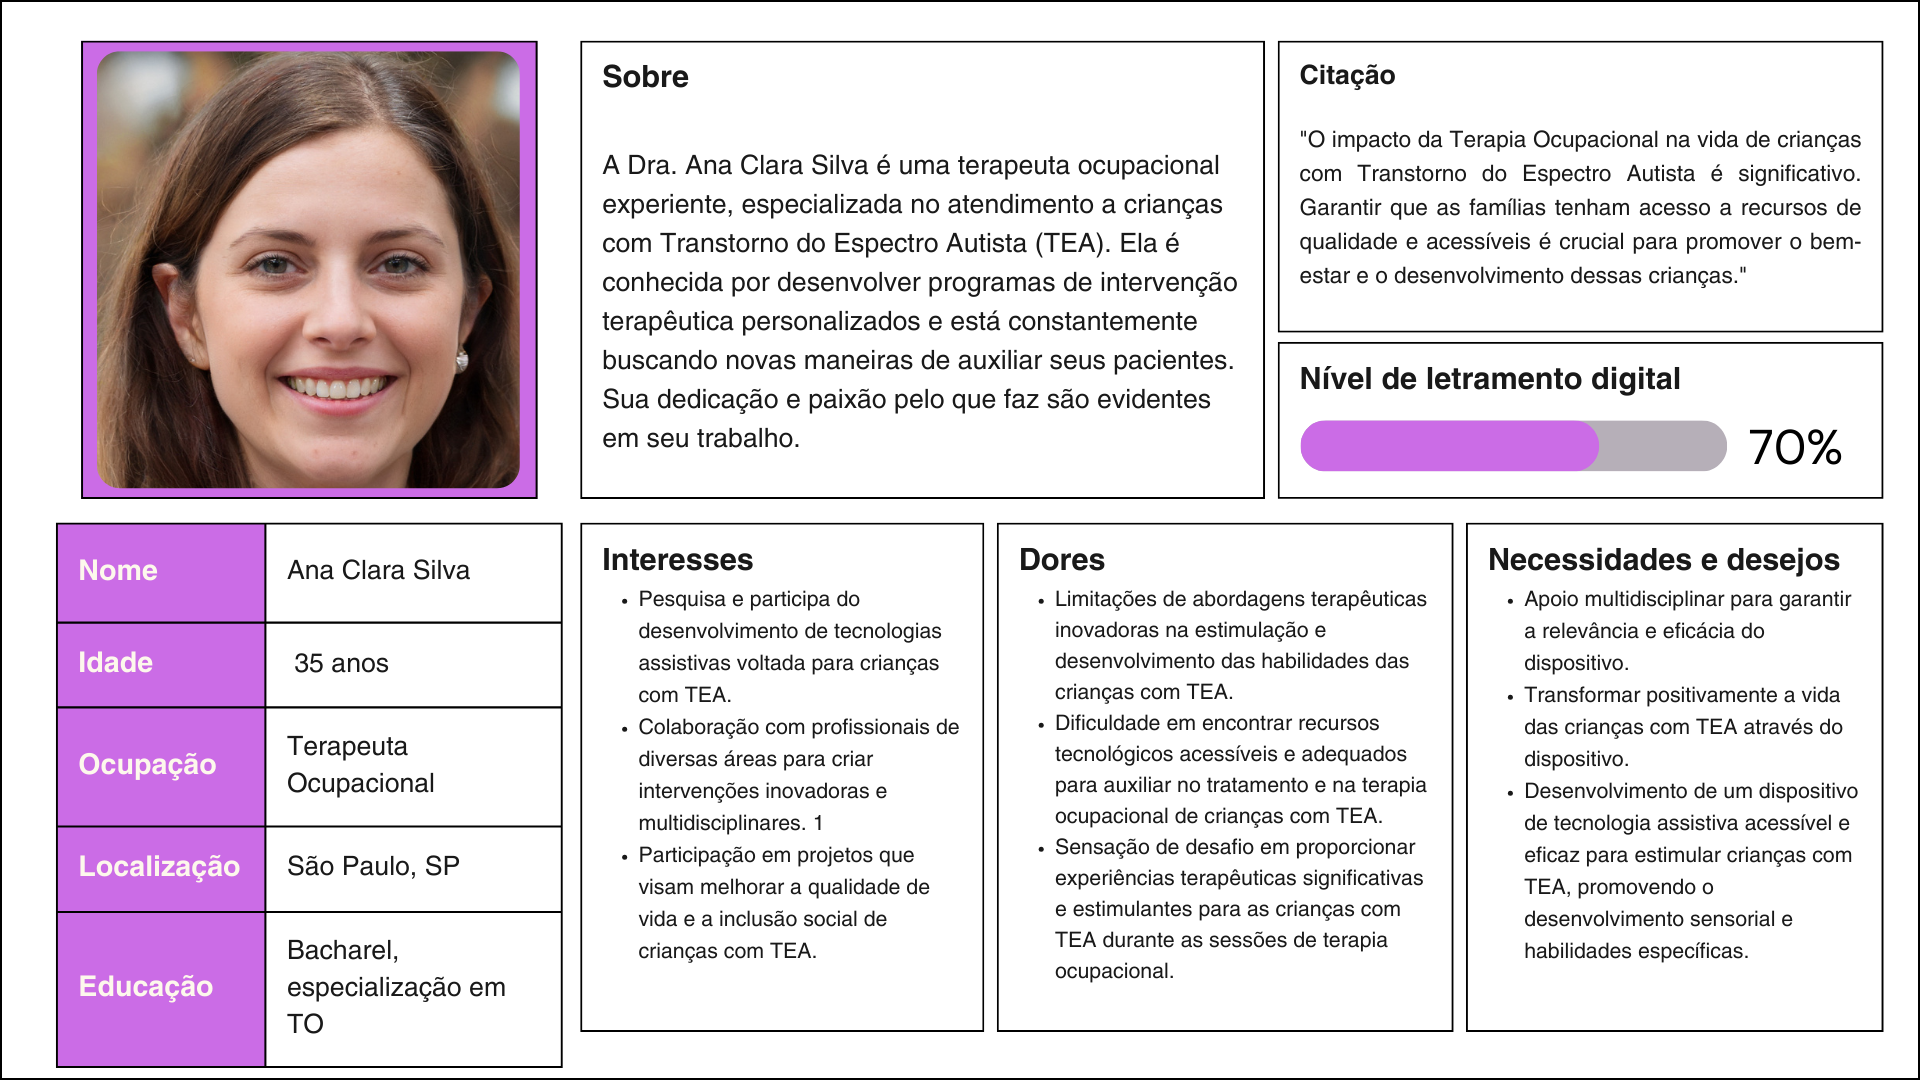 Sobre
A Dra. Ana Clara Silva é uma terapeuta ocupacional
experiente, especializada no atendimento a crianças
com Transtorno do Espectro Autista (TEA). Ela é
conhecida por desenvolver programas de intervenção
terapêutica personalizados e está constantemente
buscando novas maneiras de auxiliar seus pacientes.
Sua dedicação e paixão pelo que faz são evidentes
em seu trabalho.
Citação
"O impacto da Terapia Ocupacional na vida de crianças
com Transtorno do Espectro Autista é significativo.
Garantir que as famílias tenham acesso a recursos de
qualidade e acessíveis é crucial para promover o bem-
estar e o desenvolvimento dessas crianças."
Nível de letramento digital
70%
Nome
Ana Clara Silva
Idade
35 anos
Ocupação
Terapeuta
Ocupacional
Localização
São Paulo, SP
Educação
Bacharel,
especialização em
TO
Interesses
• Pesquisa e participa do
desenvolvimento de tecnologias
assistivas voltada para crianças
com TEA.
• Colaboração com profissionais de
diversas áreas para criar
intervenções inovadoras e
multidisciplinares. 1
• Participação em projetos que
visam melhorar a qualidade de
vida e a inclusão social de
crianças com TEA.
Dores
• Limitações de abordagens terapêuticas
inovadoras na estimulação e
desenvolvimento das habilidades das
crianças com TEA.
• Dificuldade em encontrar recursos
tecnológicos acessíveis e adequados
para auxiliar no tratamento e na terapia
ocupacional de crianças com TEA.
• Sensação de desafio em proporcionar
experiências terapêuticas significativas
e estimulantes para as crianças com
TEA durante as sessões de terapia
ocupacional.
Necessidades e desejos
• Apoio multidisciplinar para garantir
a relevância e eficácia do
dispositivo.
• Transformar positivamente a vida
das crianças com TEA através do
dispositivo.
• Desenvolvimento de um dispositivo
de tecnologia assistiva acessível e
eficaz para estimular crianças com
TEA, promovendo o
desenvolvimento sensorial e
habilidades específicas.